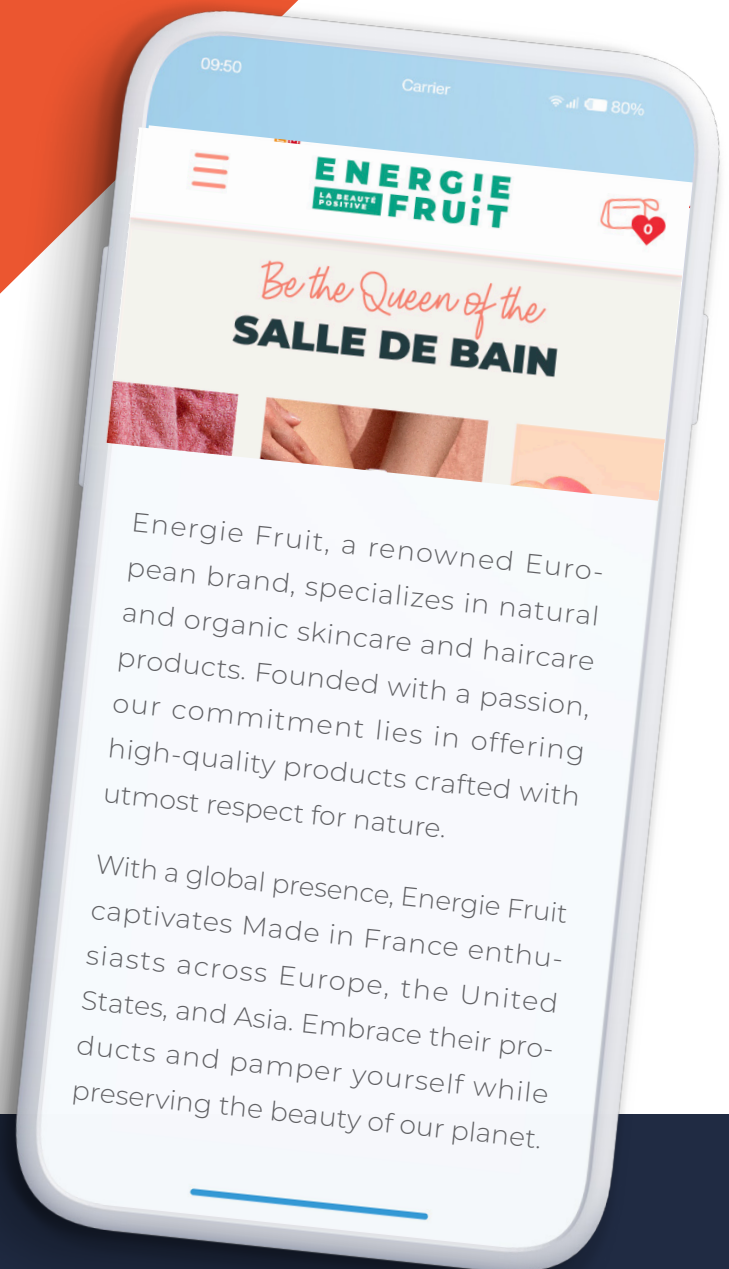 09:50
Carrier
80%
ENERGIE
LA BEAUTÉ
POSITIVE
FRUiT
0
Be the Queen of the
SALLE DE BAIN
Energie Fruit, a renowned Euro-
pean brand, specializes in natural
and organic skincare and haircare
products. Founded with a passion,
our commitment lies in offering
high-quality products crafted with
utmost respect for nature.
With a global presence, Energie Fruit
captivates Made in France enthu-
siasts across Europe, the United
States, and Asia. Embrace their pro-
ducts and pamper yourself while
preserving the beauty of our planet.